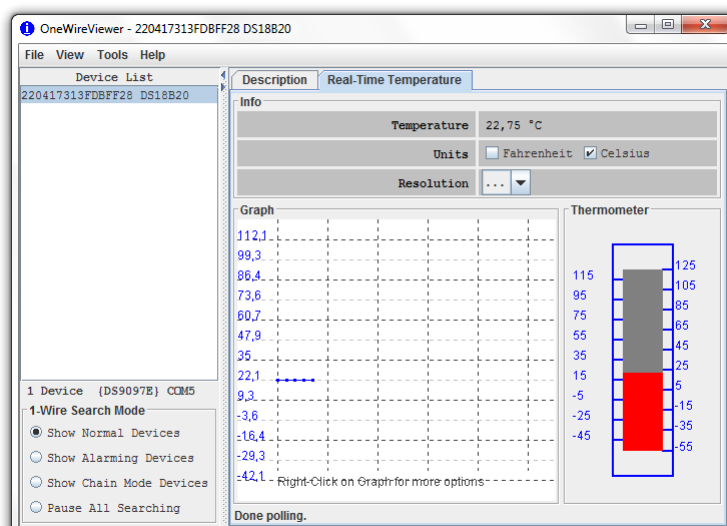 OneWireViewer - 220417313FDBFF28 DS18B20
File View Tools Help
Device List
220417313FDBFF28 DS18B20
1 Device {DS9097E} COM5
1-Wire Search Mode
Show Normal Devices
Show Alarming Devices
Show Chain Mode Devices
Pause All Searching
Description Real-Time Temperature
Info
Temperature 22,75 °C
Units Fahrenheit Celsius
Resolution ...
Graph
112,1
99,3
86,4
73,6
60,7
47,9
35
22,1
9,3
-3,6
-16,4
-29,3
-42,1
Right-Click on Graph for more options
Thermometer
125
115
105
95
85
75
65
55
45
35
25
15
5
-5
-15
-25
-35
-45
-55
Done polling.